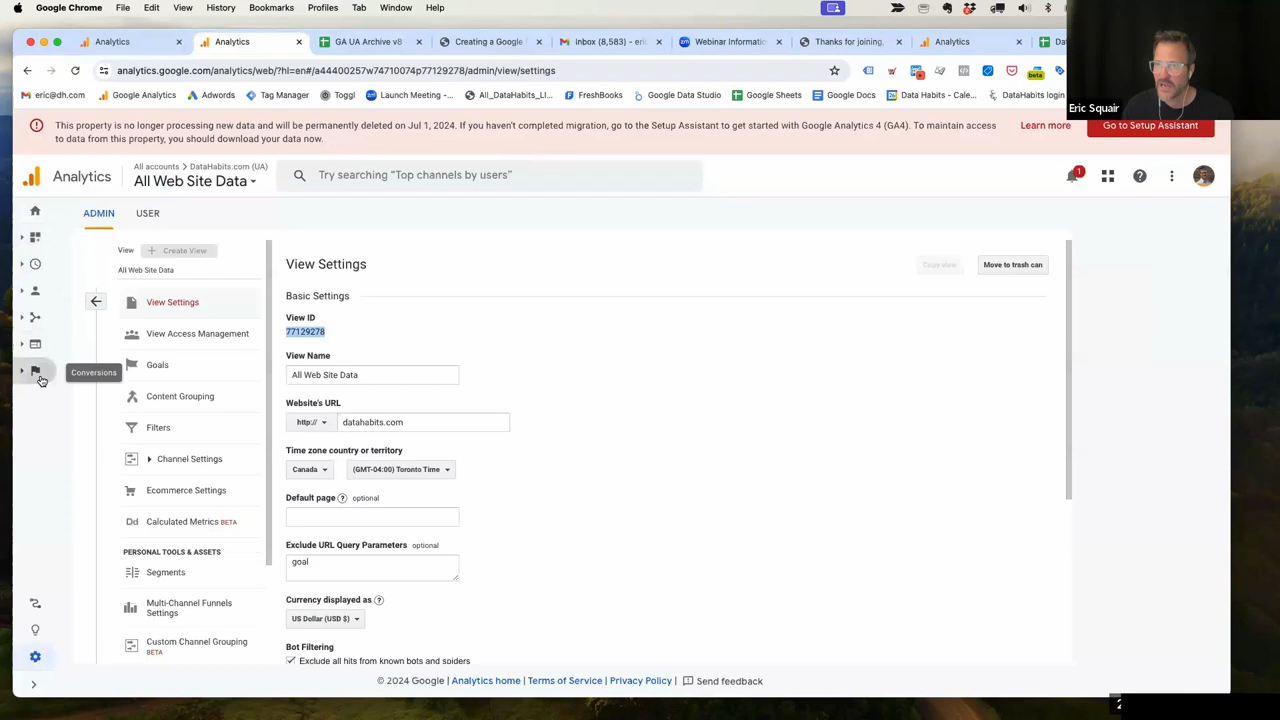 File Edit View History Bookmarks Profiles Tab Window Help
Analytics
Analytics
GA UA Archive v8
Creating a Google
Inbox (8,583) - eric
Webinar Informatio
Thanks for joining,
Analytics
analytics.google.com/analytics/web/?hl=en#/a44400257w74710074p77129278/admin/view/settings
beta
eric@dh.com
Google Analytics
Adwords
Tag Manager
Tag
Launch Meeting -...
All_DataHabits_LI...
FreshBooks
Google Data Studio
Google Sheets
Google Docs
Data Habits - Cale...
DataHabits login
Eric Squair
This property is no longer processing new data and will be permanently deleted on Jul 1, 2024. If you haven't completed migration, go to the Setup Assistant to get started with Google Analytics 4 (GA4). To maintain access
to data from this property, you should download your data now.
Learn more
Go to Setup Assistant
Analytics
All accounts > DataHabits.com (UA)
All Web Site Data
Try searching "Top channels by users"
1
ADMIN
USER
View
+ Create View
All Web Site Data
View Settings
View Access Management
Goals
Content Grouping
Filters
Channel Settings
Ecommerce Settings
Dd Calculated Metrics BETA
PERSONAL TOOLS & ASSETS
Segments
Multi-Channel Funnels
Settings
Custom Channel Grouping
BETA
Conversions
View Settings
Copy view
Move to trash can
Basic Settings
View ID
77129278
View Name
All Web Site Data
Website's URL
http://
datahabits.com
Time zone country or territory
Canada
(GMT-04:00) Toronto Time
Default page ? optional
Exclude URL Query Parameters optional
goal
Currency displayed as ?
US Dollar (USD $)
Bot Filtering
Exclude all hits from known bots and spiders
© 2024 Google | Analytics home | Terms of Service | Privacy Policy | Send feedback